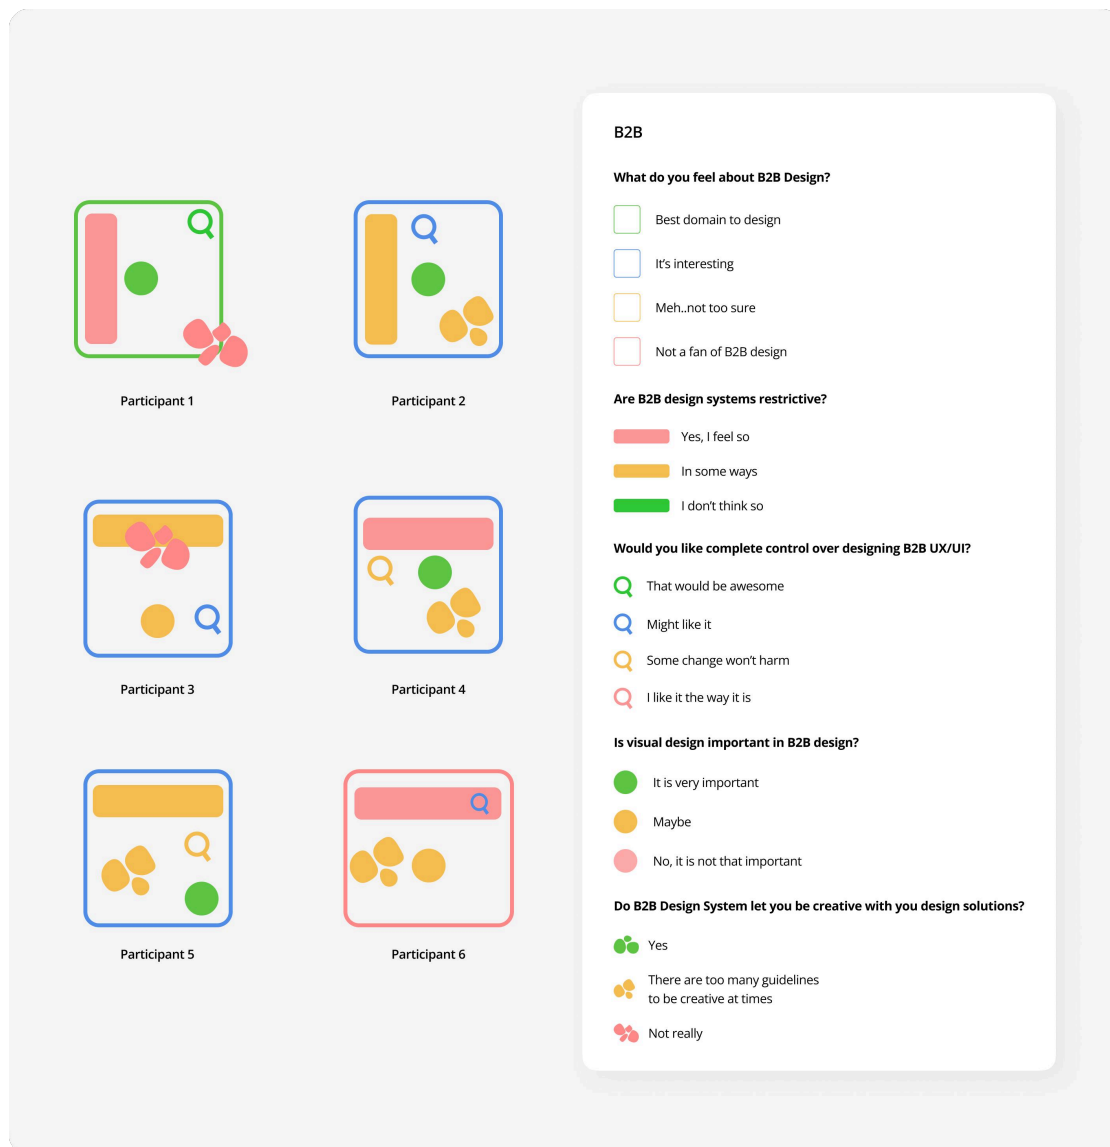 B2B
What do you feel about B2B Design?
Best domain to design
It's interesting
Meh..not too sure
Not a fan of B2B design
Are B2B design systems restrictive?
Yes, I feel so
In some ways
I don't think so
Would you like complete control over designing B2B UX/UI?
That would be awesome
Might like it
Some change won't harm
I like it the way it is
Is visual design important in B2B design?
It is very important
Maybe
No, it is not that important
Do B2B Design System let you be creative with you design solutions?
Yes
There are too many guidelines
to be creative at times
Not really
Participant 1
Participant 2
Participant 3
Participant 4
Participant 5
Participant 6